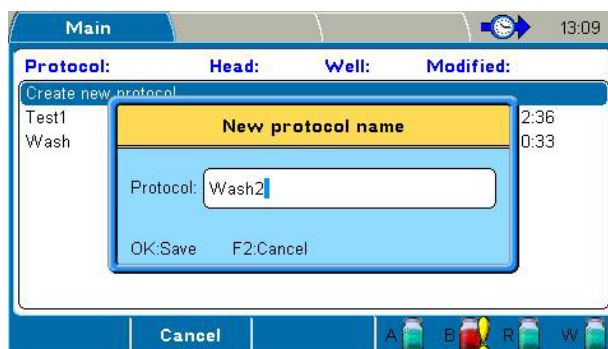 Main 13:09
Protocol: Head: Well: Modified:
Create new protocol
Test1 2:36
Wash 0:33
New protocol name
Protocol: Wash2
OK:Save F2:Cancel
Cancel A B R W